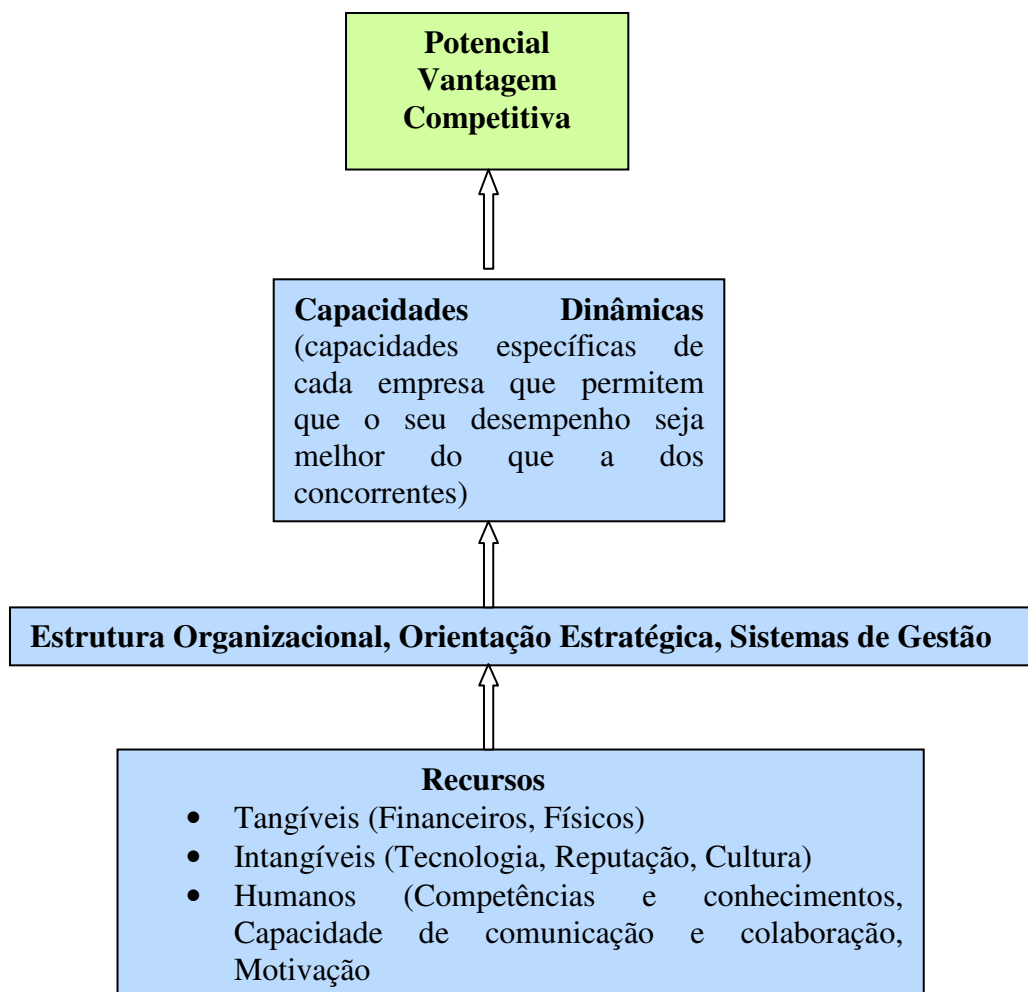 Potencial
Vantagem
Competitiva
Capacidades Dinâmicas
(capacidades específicas de
cada empresa que permitem
que o seu desempenho seja
melhor do que a dos
concorrentes)
Estrutura Organizacional, Orientação Estratégica, Sistemas de Gestão
Recursos
• Tangíveis (Financeiros, Físicos)
• Intangíveis (Tecnologia, Reputação, Cultura)
• Humanos (Competências e conhecimentos,
Capacidade de comunicação e colaboração,
Motivação